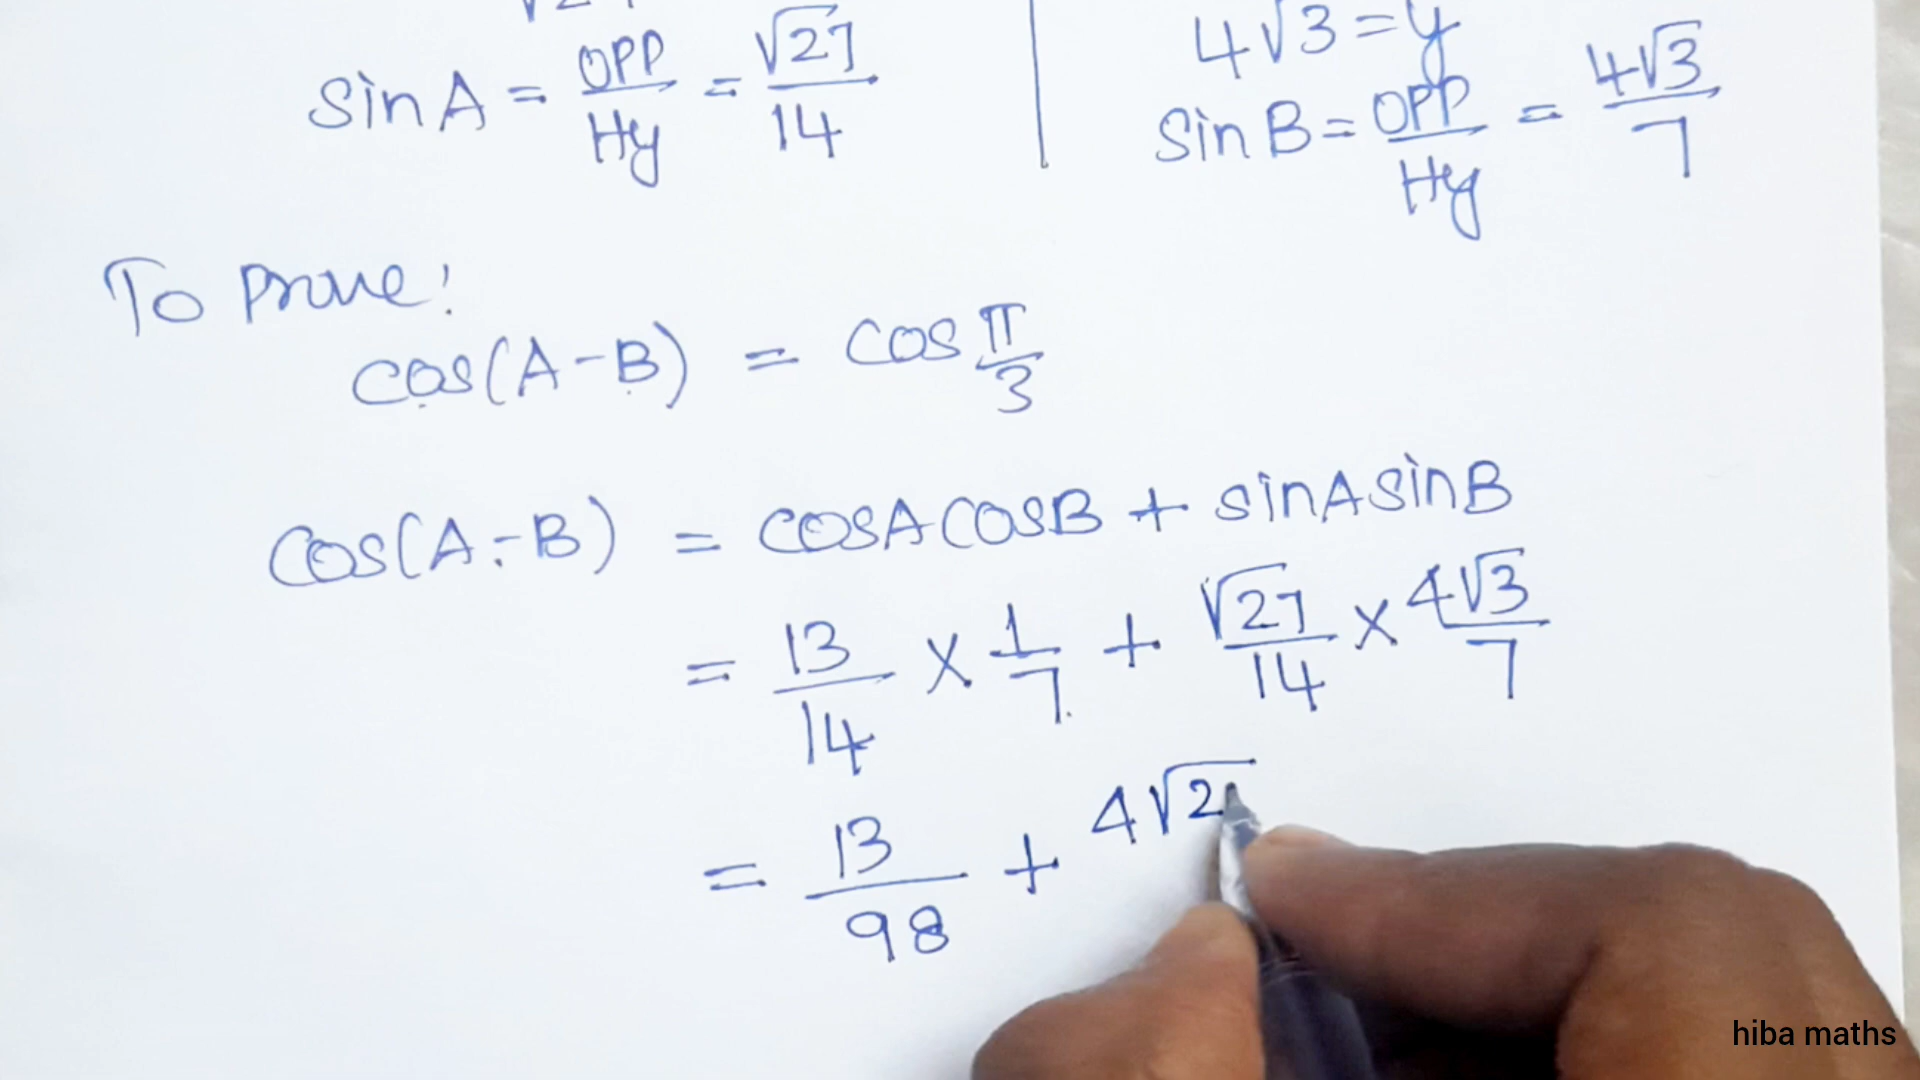 sin A = OPP/Hy = √27/14
4√3 = y
sin B = OPP/Hy = 4√3/7
To Prove:
cos(A-B) = cos π/3
cos(A-B) = cosA cosB + sinA sinB
= 13/14 × 1/7 + √27/14 × 4√3/7
= 13/98 + 4√2
hiba maths